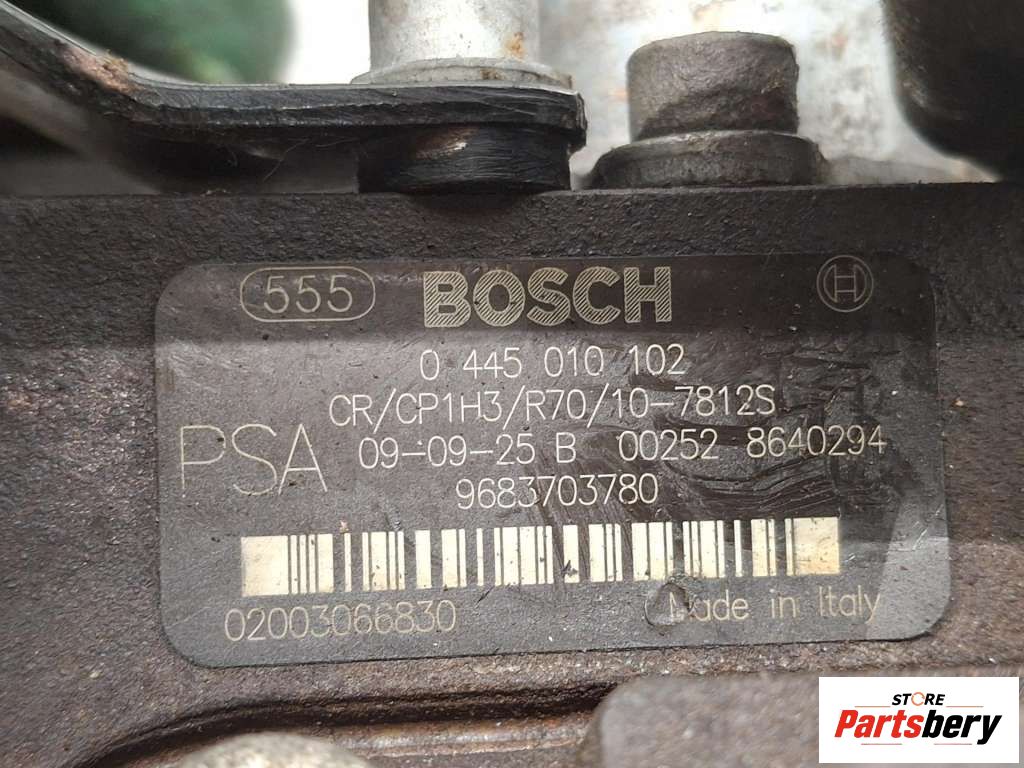 555 BOSCH H
0 445 010 102
CR/CP1H3/R70/10-7812S
PSA 09-09-25 B 00252 8640294
9683703780
02003066830 Made in Italy
STORE
Partsbery